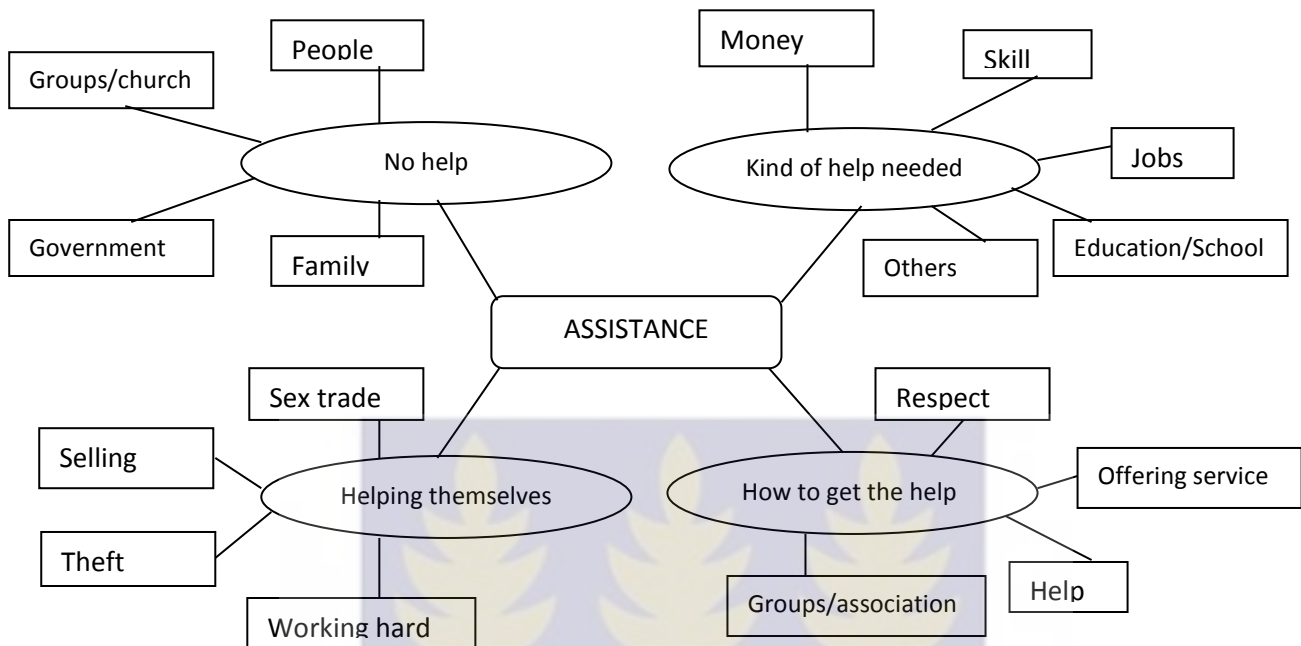 People
Groups/church
No help
Government
Family
Money
Skill
Kind of help needed
Jobs
Education/School
Others
ASSISTANCE
Sex trade
Selling
Helping themselves
Theft
Working hard
Respect
How to get the help
Offering service
Groups/association
Help